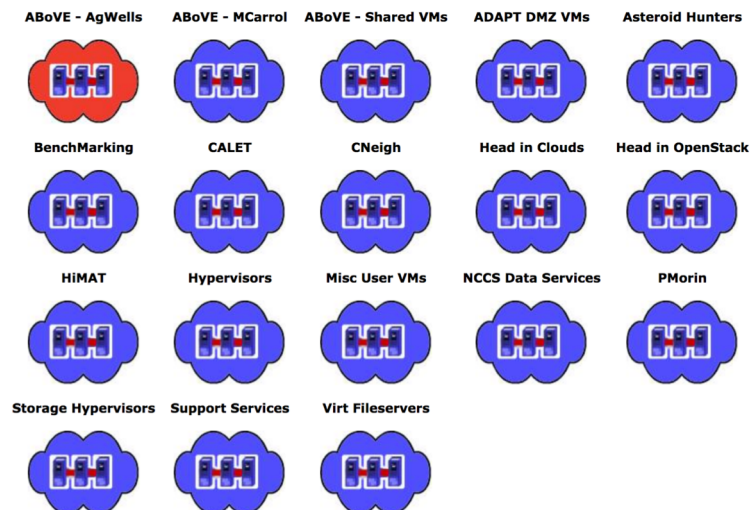 ABoVE - AgWells ABoVE - MCarrol ABoVE - Shared VMs ADAPT DMZ VMs Asteroid Hunters
BenchMarking CALET CNeigh Head in Clouds Head in OpenStack
HiMAT Hypervisors Misc User VMs NCCS Data Services PMorin
Storage Hypervisors Support Services Virt Fileservers